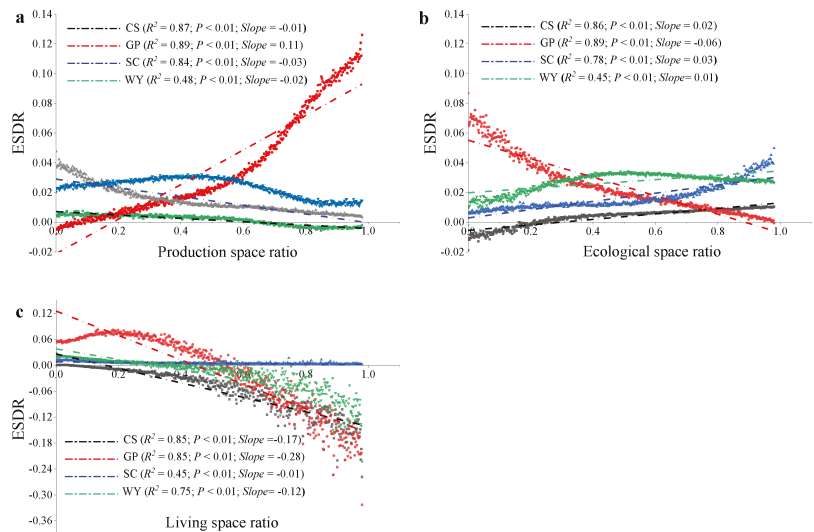 a
0.14
0.12
0.10
0.08
0.06
0.04
0.02
0.00
-0.02
ESDR
CS (R² = 0.87; P < 0.01; Slope = -0.01)
GP (R² = 0.89; P < 0.01; Slope = 0.11)
SC (R² = 0.84; P < 0.01; Slope = -0.03)
WY (R² = 0.48; P < 0.01; Slope= -0.02)
0.0 0.2 0.4 0.6 0.8 1.0
Production space ratio
b
0.14
0.12
0.10
0.08
0.06
0.04
0.02
0.00
-0.02
ESDR
CS (R² = 0.86; P < 0.01; Slope = 0.02)
GP (R² = 0.89; P < 0.01; Slope = -0.06)
SC (R² = 0.78; P < 0.01; Slope = 0.03)
WY (R² = 0.45; P < 0.01; Slope= 0.01)
0.0 0.2 0.4 0.6 0.8 1.0
Ecological space ratio
c
0.12
0.06
0.00
-0.06
-0.12
-0.18
-0.24
-0.30
-0.36
ESDR
0.0 0.2 0.4 0.6 0.8 1.0
CS (R² = 0.85; P < 0.01; Slope =-0.17)
GP (R² = 0.85; P < 0.01; Slope = -0.28)
SC (R² = 0.45; P < 0.01; Slope = -0.01)
WY (R² = 0.75; P < 0.01; Slope = -0.12)
Living space ratio